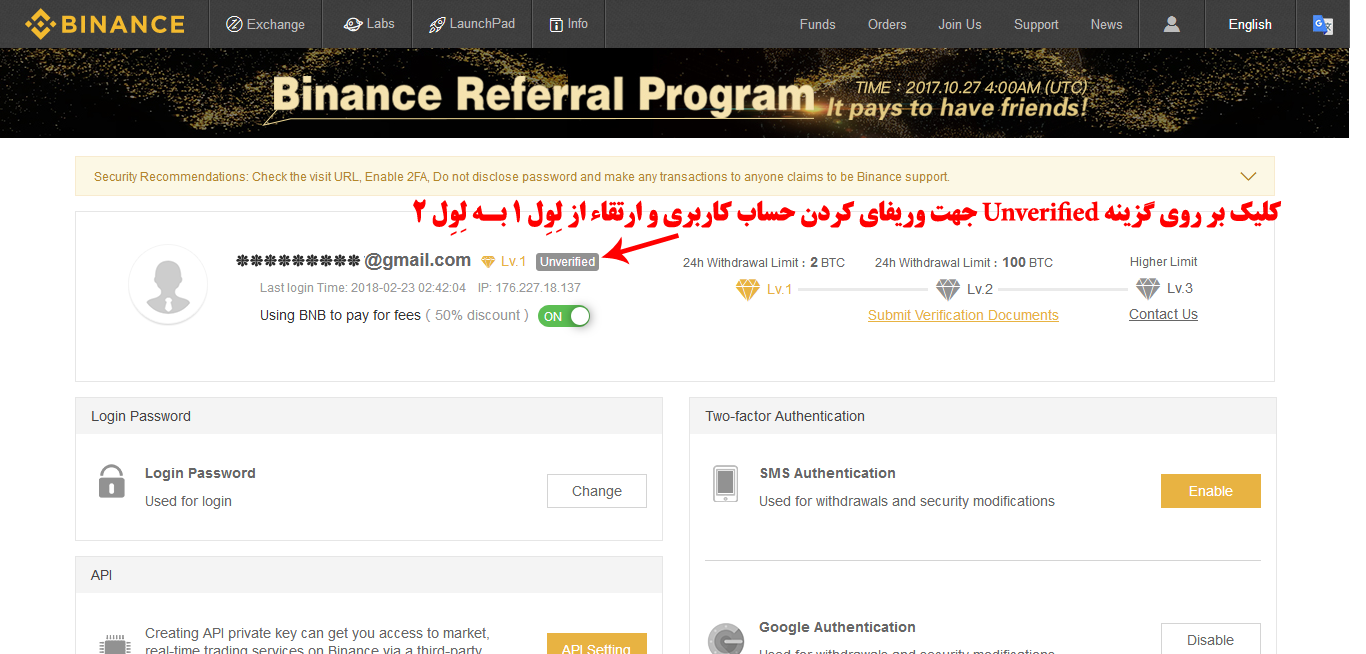 BINANCE Exchange Labs LaunchPad Info Funds Orders Join Us Support News English
Binance Referral Program
TIME : 2017.10.27 4:00AM (UTC)
It pays to have friends!
Security Recommendations: Check the visit URL, Enable 2FA, Do not disclose password and make any transactions to anyone claims to be Binance support.
کلیک بر روی گزینه Unverified جهت وریفای کردن حساب کاربری و ارتقاء از لِوِل ۱ به لِوِل ۲
********* @gmail.com Lv.1 Unverified
Last login Time: 2018-02-23 02:42:04 IP: 176.227.18.137
Using BNB to pay for fees ( 50% discount ) ON
24h Withdrawal Limit : 2 BTC 24h Withdrawal Limit : 100 BTC Higher Limit
Lv.1 Lv.2 Lv.3
Submit Verification Documents Contact Us
Login Password
Login Password
Used for login
Change
Two-factor Authentication
SMS Authentication
Used for withdrawals and security modifications
Enable
API
Creating API private key can get you access to market,
real-time trading services on Binance via a third-party
API Setting
Google Authentication
Used for withdrawals and security modifications
Disable